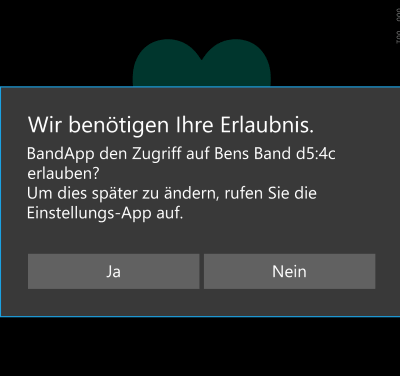 Wir benötigen Ihre Erlaubnis.
BandApp den Zugriff auf Bens Band d5:4c
erlauben?
Um dies später zu ändern, rufen Sie die
Einstellungs-App auf.
Ja
Nein